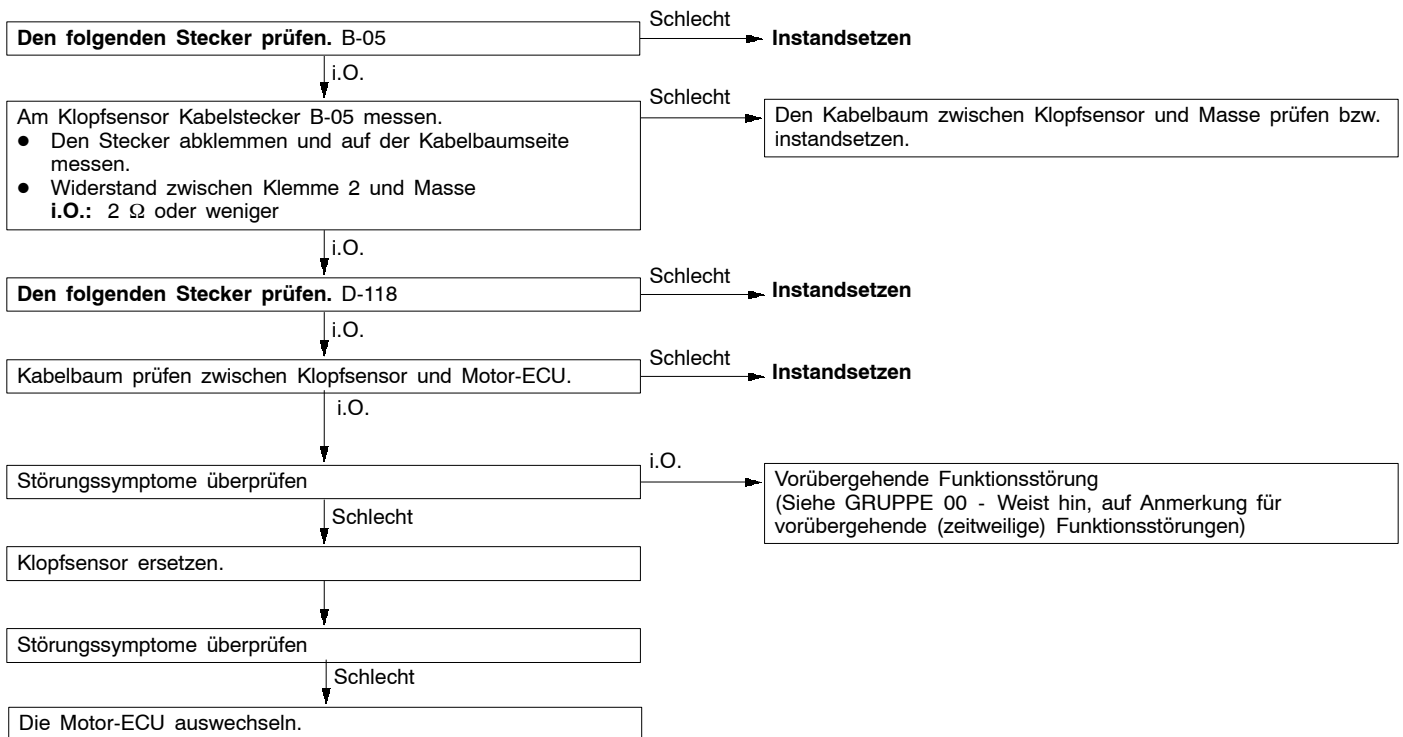 Schlecht
Den folgenden Stecker prüfen. B-05
Instandsetzen
i.O.
Schlecht
Am Klopfsensor Kabelstecker B-05 messen.
● Den Stecker abklemmen und auf der Kabelbaumseite
messen.
● Widerstand zwischen Klemme 2 und Masse
i.O.: 2 Ω oder weniger
Den Kabelbaum zwischen Klopfsensor und Masse prüfen bzw.
instandsetzen.
i.O.
Schlecht
Den folgenden Stecker prüfen. D-118
Instandsetzen
i.O.
Schlecht
Kabelbaum prüfen zwischen Klopfsensor und Motor-ECU.
Instandsetzen
i.O.
i.O.
Störungssymptome überprüfen
Vorübergehende Funktionsstörung
(Siehe GRUPPE 00 - Weist hin, auf Anmerkung für
vorübergehende (zeitweilige) Funktionsstörungen)
Schlecht
Klopfsensor ersetzen.
Störungssymptome überprüfen
Schlecht
Die Motor-ECU auswechseln.